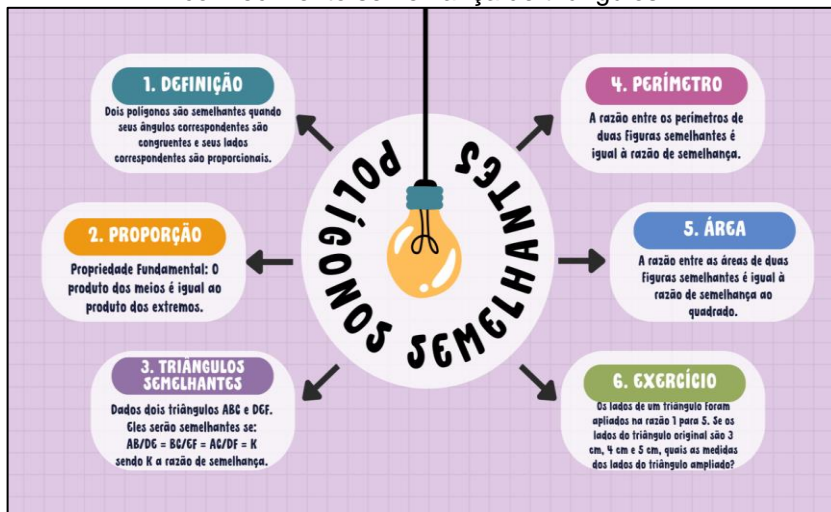 POLÍGONOS SEMELHANTES
1. DEFINIÇÃO
Dois polígonos são semelhantes quando
seus ângulos correspondentes são
congruentes e seus lados
correspondentes são proporcionais.
2. PROPORÇÃO
Propriedade Fundamental: O
produto dos meios é igual ao
produto dos extremos.
3. TRIÂNGULOS
SEMELHANTES
Dados dois triângulos ABC e DEF.
Eles serão semelhantes se:
AB/DE = BC/EF = AC/DF = K
sendo K a razão de semelhança.
4. PERÍMETRO
A razão entre os perímetros de
duas figuras semelhantes é
igual à razão de semelhança.
5. ÁREA
A razão entre as áreas de duas
figuras semelhantes é igual à
razão de semelhança ao
quadrado.
6. EXERCÍCIO
Os lados de um triângulo foram
apliados na razão 1 para 5. Se os
lados do triângulo original são 3
cm, 4 cm e 5 cm, quais as medidas
dos lados do triângulo ampliado?